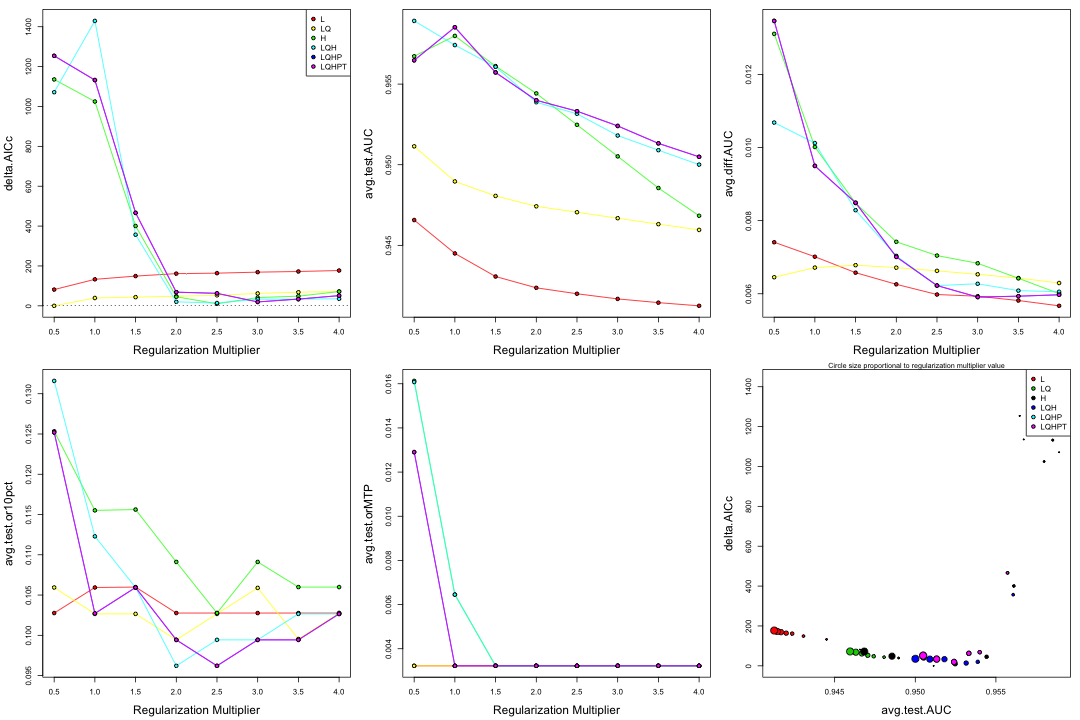 1400
1200
1000
800
600
400
200
0
delta.AICc
0.5 1.0 1.5 2.0 2.5 3.0 3.5 4.0
Regularization Multiplier
L
LQ
H
LQH
LQHP
LQHPT
0.955
0.950
0.945
avg.test.AUC
0.5 1.0 1.5 2.0 2.5 3.0 3.5 4.0
Regularization Multiplier
0.012
0.010
0.008
0.006
avg.diff.AUC
0.5 1.0 1.5 2.0 2.5 3.0 3.5 4.0
Regularization Multiplier
0.130
0.125
0.120
0.115
0.110
0.105
0.100
0.095
avg.test.or10pct
0.5 1.0 1.5 2.0 2.5 3.0 3.5 4.0
Regularization Multiplier
0.016
0.014
0.012
0.010
0.008
0.006
0.004
avg.test.orMTP
0.5 1.0 1.5 2.0 2.5 3.0 3.5 4.0
Regularization Multiplier
Circle size proportional to regularization multiplier value
L
LQ
H
LQH
LQHP
LQHPT
1400
1200
1000
800
600
400
200
0
delta.AICc
0.945 0.950 0.955
avg.test.AUC